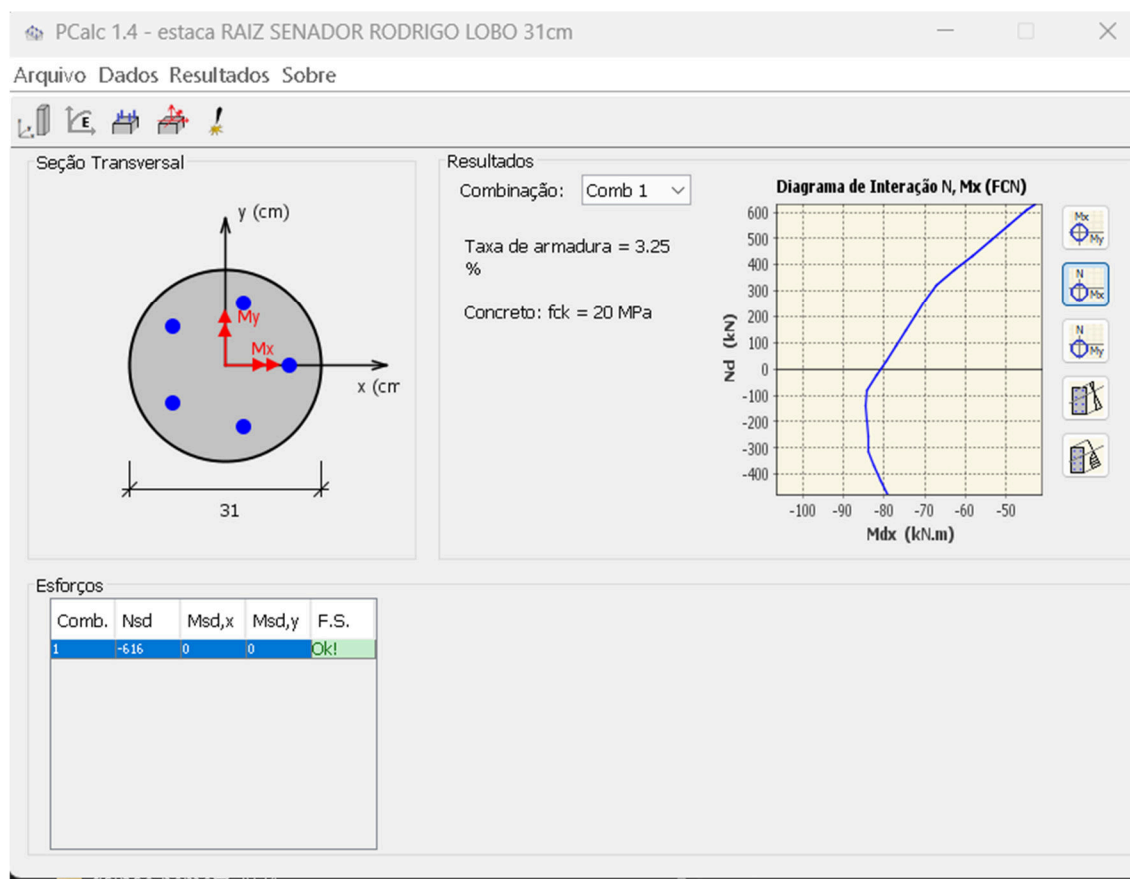 PCalc 1.4 - estaca RAIZ SENADOR RODRIGO LOBO 31cm
Arquivo Dados Resultados Sobre
E
Seção Transversal
y (cm)
My
Mx
x (cm
31
Resultados
Combinação: Comb 1
Taxa de armadura = 3.25
%
Concreto: fck = 20 MPa
Diagrama de Interação N, Mx (FCN)
600
500
400
300
200
100
0
-100
-200
-300
-400
Nd (kN)
-100 -90 -80 -70 -60 -50
Mdx (kN.m)
Mx
My
N
Mx
N
My
Esforços
Comb. Nsd Msd,x Msd,y F.S.
1 -616 0 0 Ok!